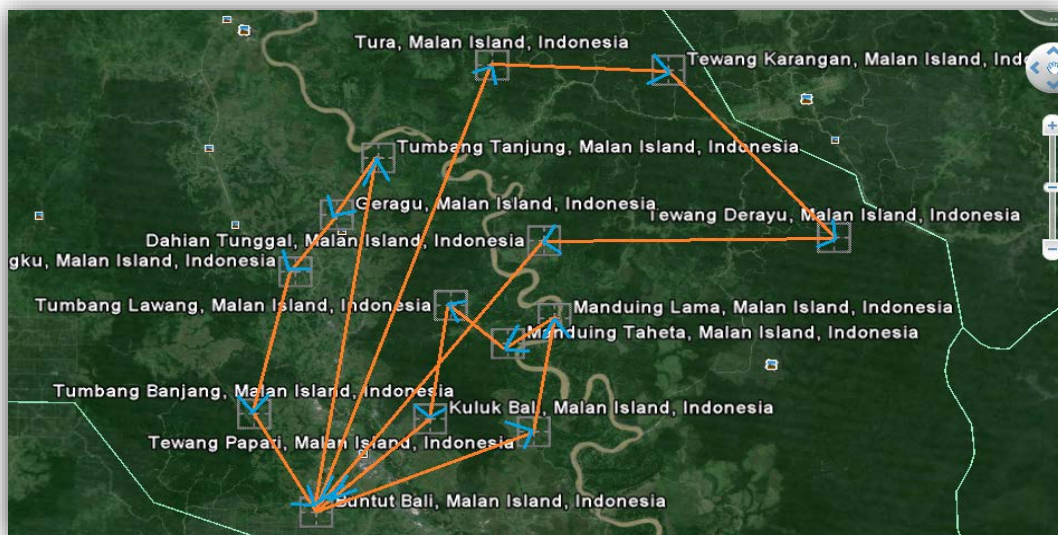 Tura, Malan Island, Indonesia
Tewang Karangan, Malan Island, Ind
Tumbang Tanjung, Malan Island, Indonesia
Geragu, Malan Island, Indonesia
Tewang Derayu, Malan Island, Indonesia
Dahian Tunggal, Malan Island, Indonesia
gku, Malan Island, Indonesia
Tumbang Lawang, Malan Island, Indonesia
Manduing Lama, Malan Island, Indonesia
Manduing Taheta, Malan Island, Indonesia
Tumbang Banjang, Malan Island, Indonesia
Kuluk Bali, Malan Island, Indonesia
Tewang Papari, Malan Island, Indonesia
Buntut Bali, Malan Island, Indonesia